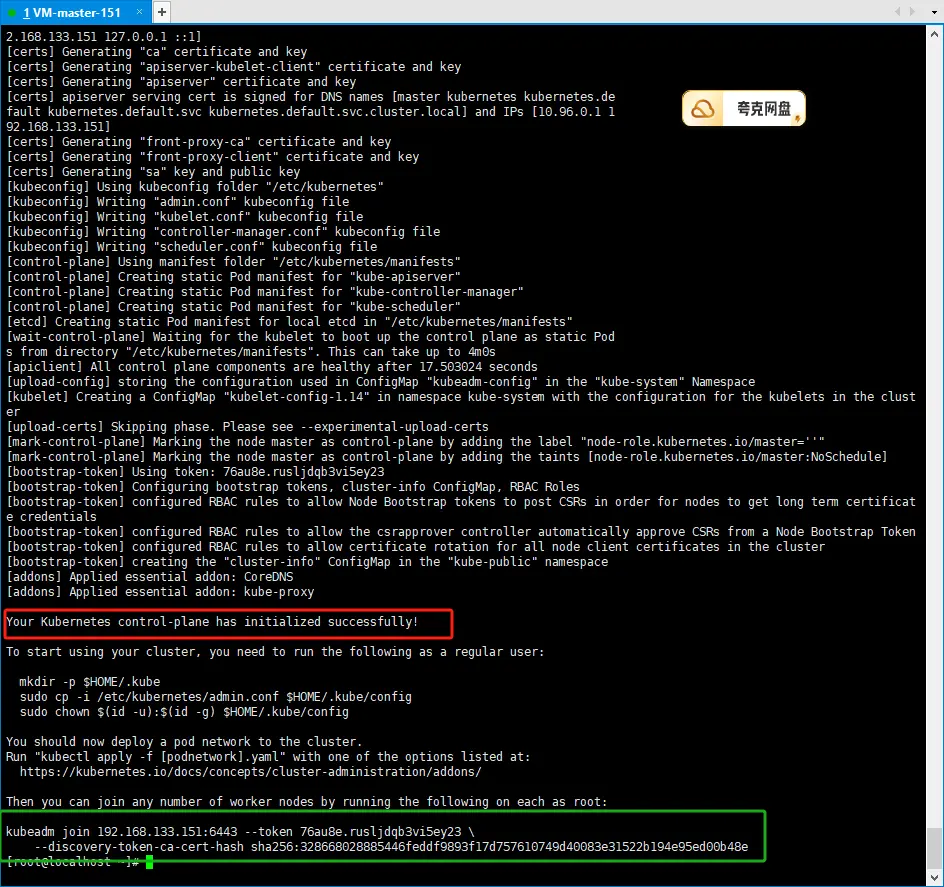 1 VM-master-151 × +
2.168.133.151 127.0.0.1 ::1]
[certs] Generating "ca" certificate and key
[certs] Generating "apiserver-kubelet-client" certificate and key
[certs] Generating "apiserver" certificate and key
[certs] apiserver serving cert is signed for DNS names [master kubernetes kubernetes.de
fault kubernetes.default.svc kubernetes.default.svc.cluster.local] and IPs [10.96.0.1 1
92.168.133.151]
夸克网盘
[certs] Generating "front-proxy-ca" certificate and key
[certs] Generating "front-proxy-client" certificate and key
[certs] Generating "sa" key and public key
[kubeconfig] Using kubeconfig folder "/etc/kubernetes"
[kubeconfig] Writing "admin.conf" kubeconfig file
[kubeconfig] Writing "kubelet.conf" kubeconfig file
[kubeconfig] Writing "controller-manager.conf" kubeconfig file
[kubeconfig] Writing "scheduler.conf" kubeconfig file
[control-plane] Using manifest folder "/etc/kubernetes/manifests"
[control-plane] Creating static Pod manifest for "kube-apiserver"
[control-plane] Creating static Pod manifest for "kube-controller-manager"
[control-plane] Creating static Pod manifest for "kube-scheduler"
[etcd] Creating static Pod manifest for local etcd in "/etc/kubernetes/manifests"
[wait-control-plane] Waiting for the kubelet to boot up the control plane as static Pod
s from directory "/etc/kubernetes/manifests". This can take up to 4m0s
[apiclient] All control plane components are healthy after 17.503024 seconds
[upload-config] storing the configuration used in ConfigMap "kubeadm-config" in the "kube-system" Namespace
[kubelet] Creating a ConfigMap "kubelet-config-1.14" in namespace kube-system with the configuration for the kubelets in the clust
er
[upload-certs] Skipping phase. Please see --experimental-upload-certs
[mark-control-plane] Marking the node master as control-plane by adding the label "node-role.kubernetes.io/master=''"
[mark-control-plane] Marking the node master as control-plane by adding the taints [node-role.kubernetes.io/master:NoSchedule]
[bootstrap-token] Using token: 76au8e.rusljdqb3vi5ey23
[bootstrap-token] Configuring bootstrap tokens, cluster-info ConfigMap, RBAC Roles
[bootstrap-token] configured RBAC rules to allow Node Bootstrap tokens to post CSRs in order for nodes to get long term certificat
e credentials
[bootstrap-token] configured RBAC rules to allow the csrapprover controller automatically approve CSRs from a Node Bootstrap Token
[bootstrap-token] configured RBAC rules to allow certificate rotation for all node client certificates in the cluster
[bootstrap-token] creating the "cluster-info" ConfigMap in the "kube-public" namespace
[addons] Applied essential addon: CoreDNS
[addons] Applied essential addon: kube-proxy
Your Kubernetes control-plane has initialized successfully!
To start using your cluster, you need to run the following as a regular user:
mkdir -p $HOME/.kube
sudo cp -i /etc/kubernetes/admin.conf $HOME/.kube/config
sudo chown $(id -u):$(id -g) $HOME/.kube/config
You should now deploy a pod network to the cluster.
Run "kubectl apply -f [podnetwork].yaml" with one of the options listed at:
https://kubernetes.io/docs/concepts/cluster-administration/addons/
Then you can join any number of worker nodes by running the following on each as root:
kubeadm join 192.168.133.151:6443 --token 76au8e.rusljdqb3vi5ey23 \
--discovery-token-ca-cert-hash sha256:328668028885446feddf9893f17d757610749d40083e31522b194e95ed00b48e
[root@localhost ~]#